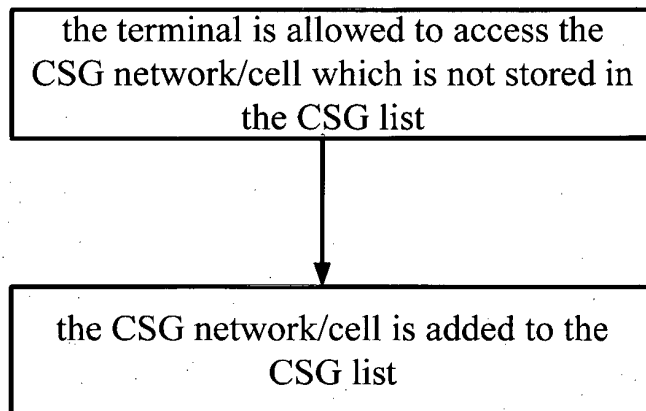 the terminal is allowed to access the
CSG network/cell which is not stored in
the CSG list
the CSG network/cell is added to the
CSG list